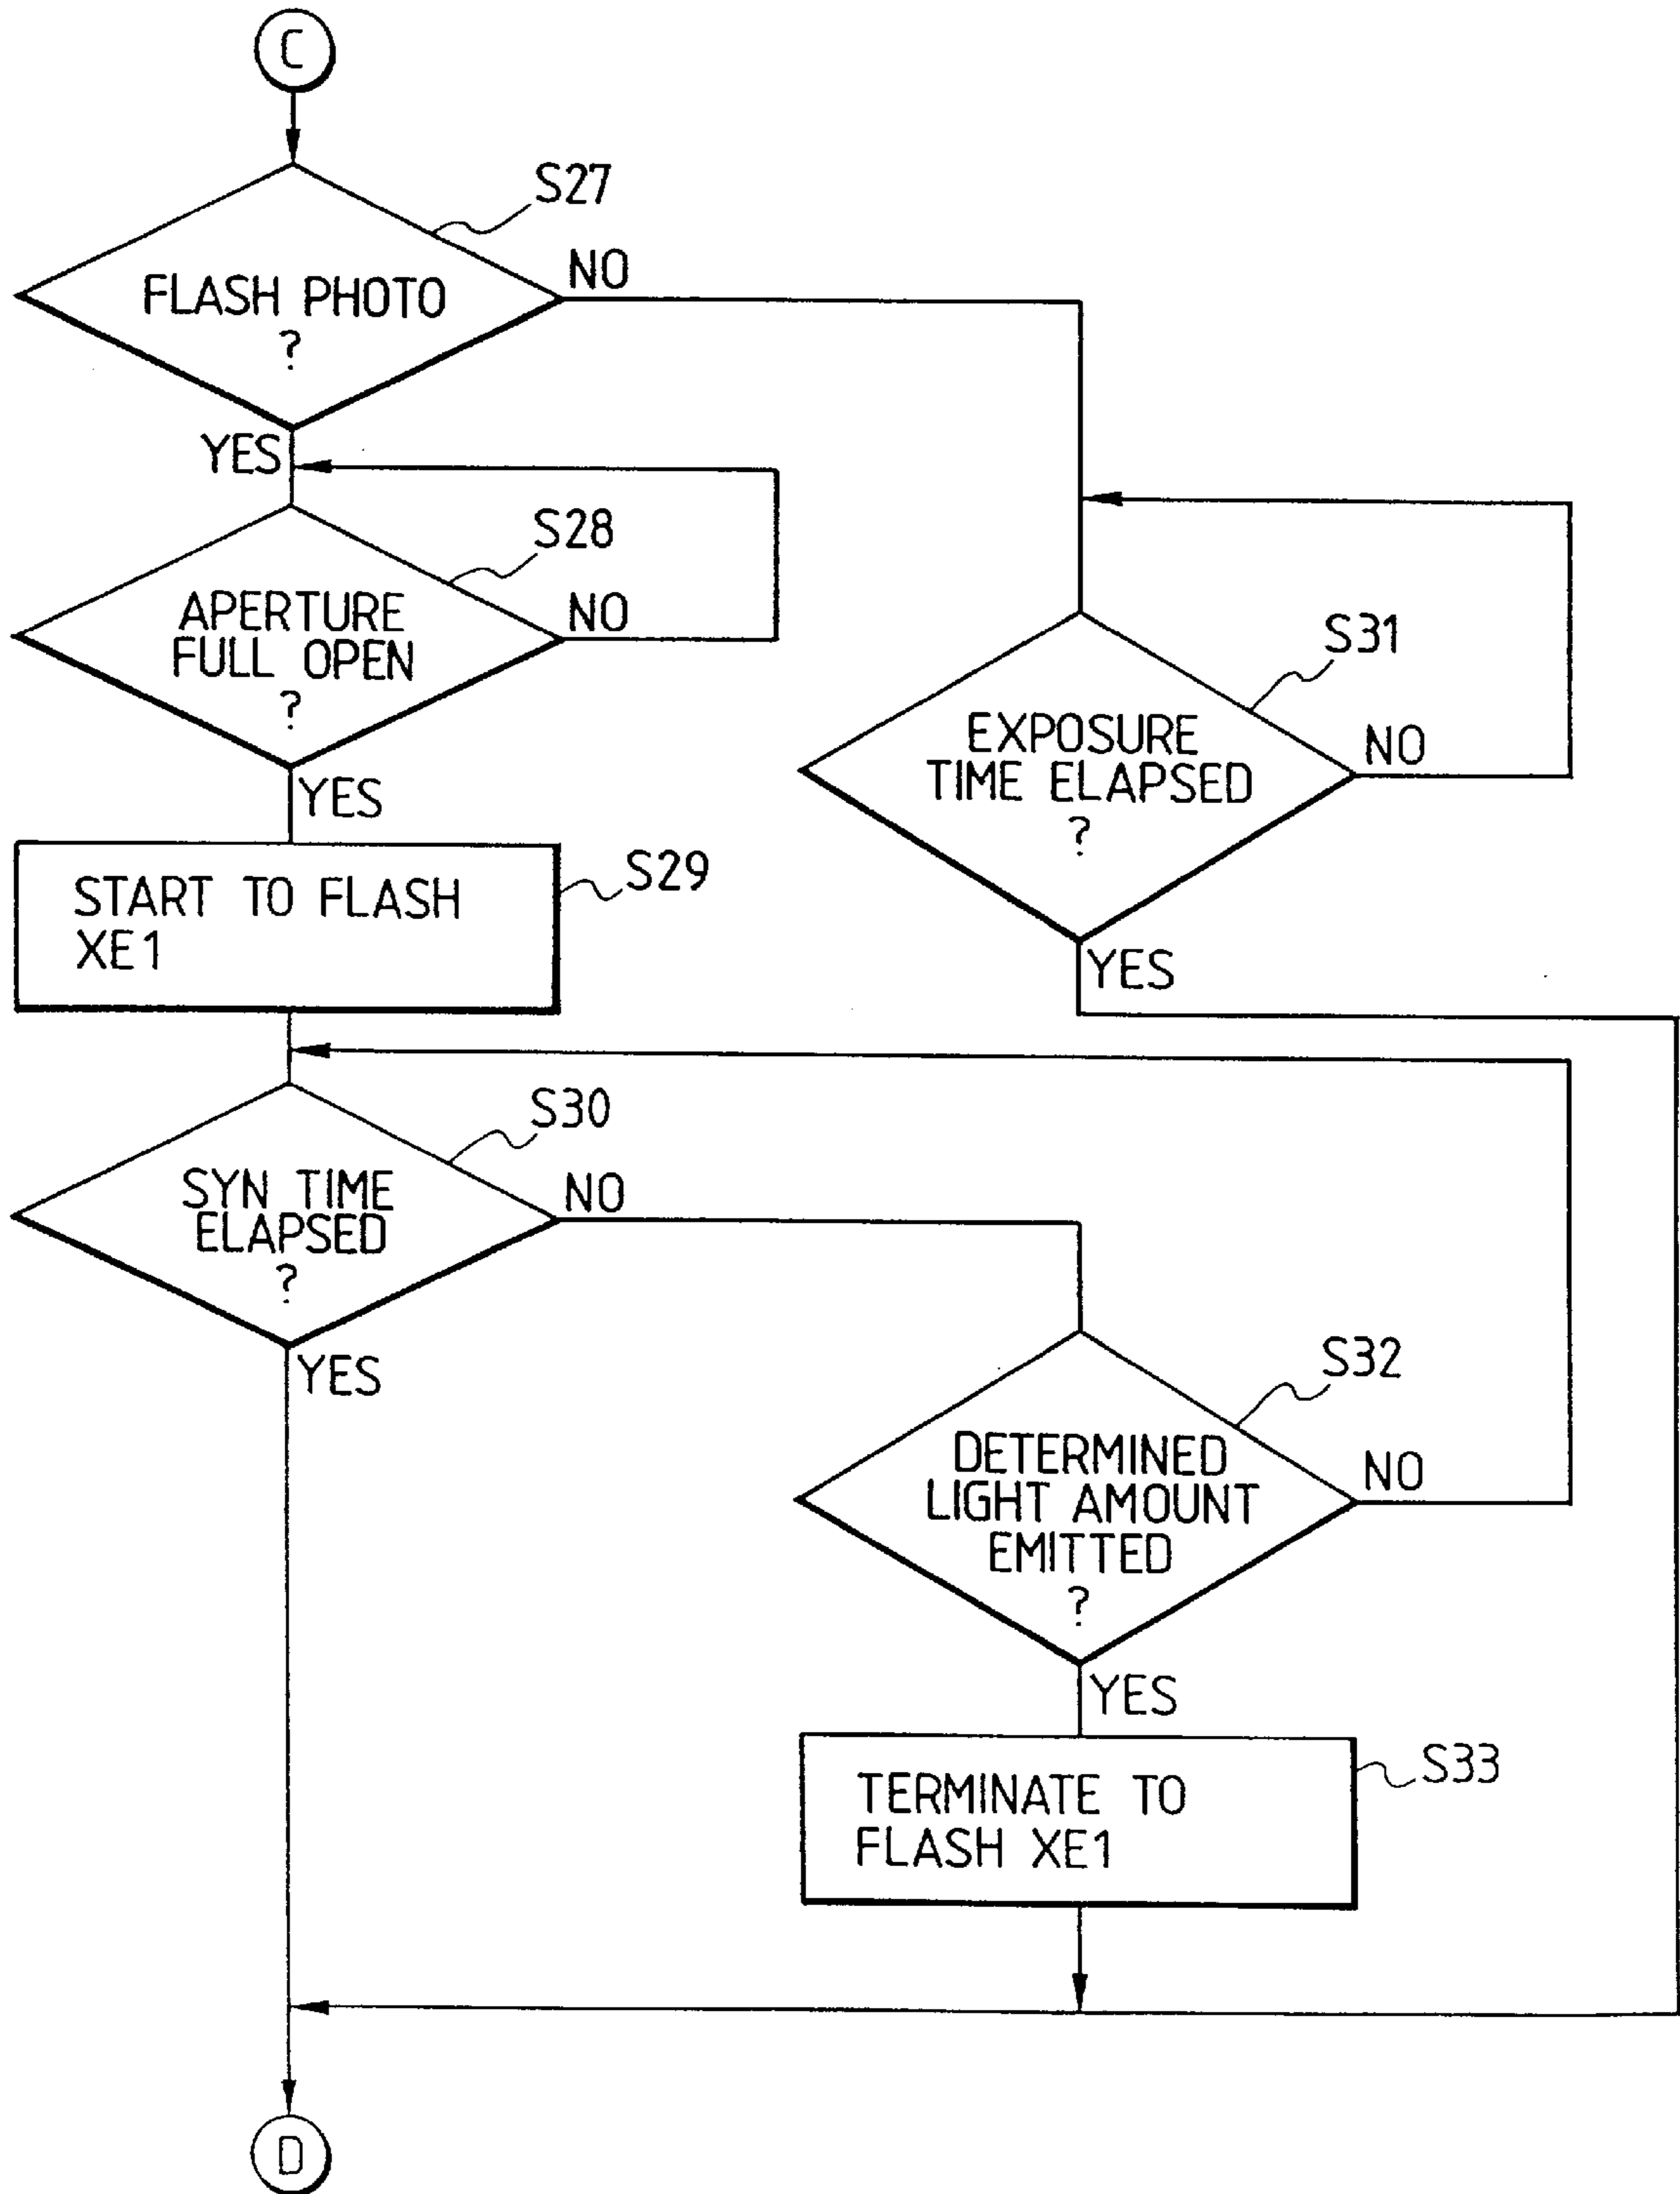 C
S27
FLASH PHOTO
?
NO
YES
S28
APERTURE
FULL OPEN
?
NO
YES
S31
EXPOSURE
TIME ELAPSED
?
NO
YES
S29
START TO FLASH
XE1
S30
SYN TIME
ELAPSED
?
NO
YES
S32
DETERMINED
LIGHT AMOUNT
EMITTED
?
NO
YES
S33
TERMINATE TO
FLASH XE1
D